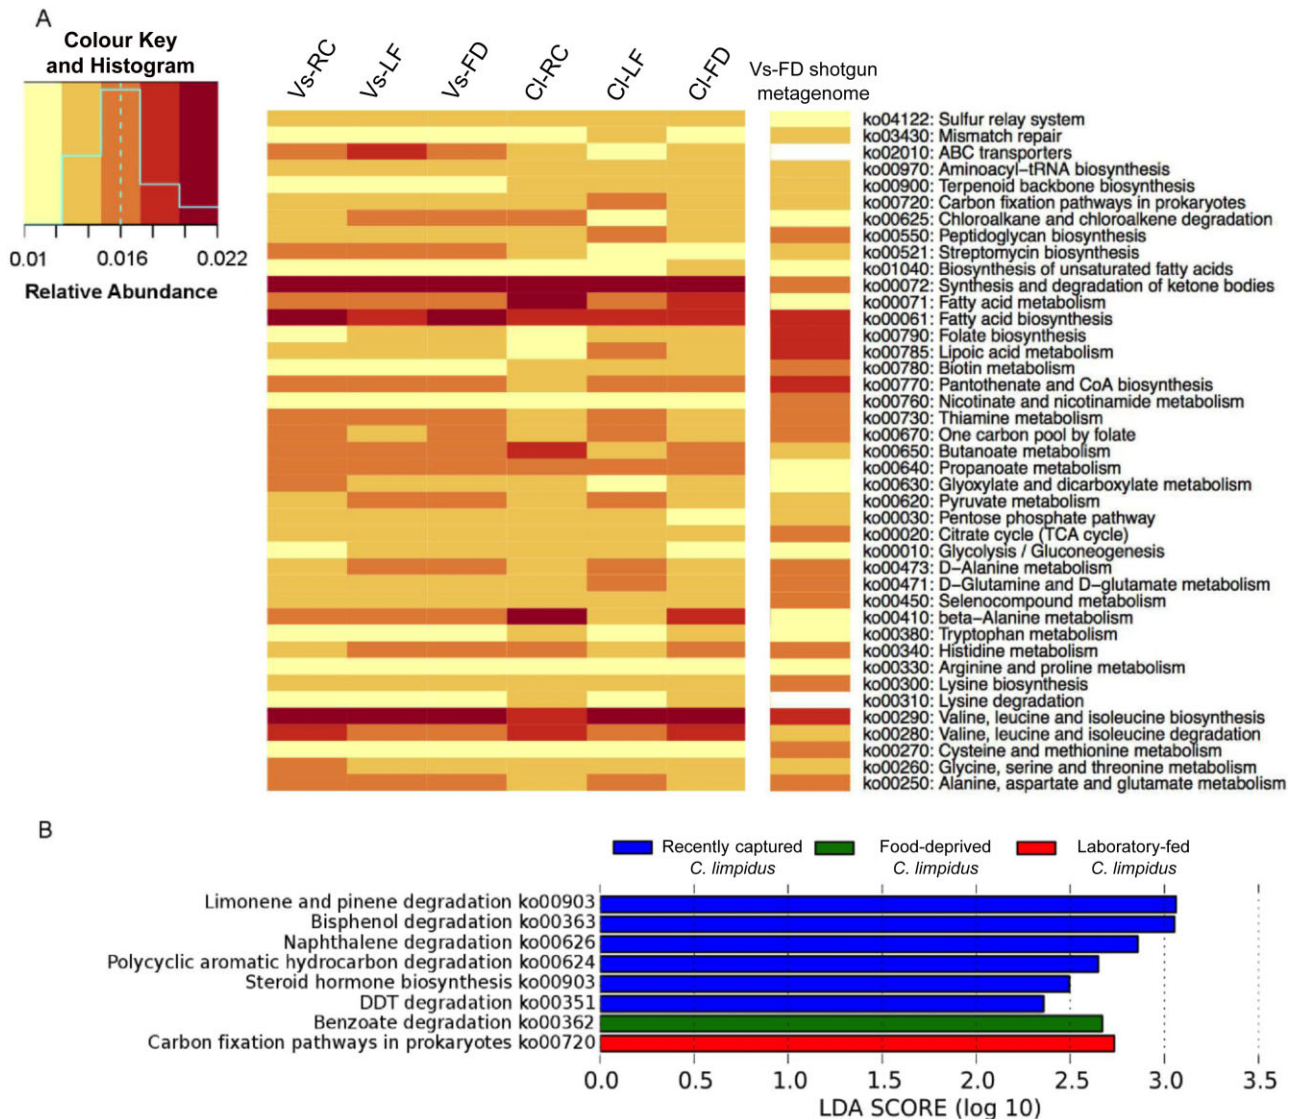 A
Colour Key
and Histogram
0.01 0.016 0.022
Relative Abundance
Vs-RC Vs-LF Vs-FD Cl-RC Cl-LF Cl-FD
Vs-FD shotgun
metagenome
ko04122: Sulfur relay system
ko03430: Mismatch repair
ko02010: ABC transporters
ko00970: Aminoacyl−tRNA biosynthesis
ko00900: Terpenoid backbone biosynthesis
ko00720: Carbon fixation pathways in prokaryotes
ko00625: Chloroalkane and chloroalkene degradation
ko00550: Peptidoglycan biosynthesis
ko00521: Streptomycin biosynthesis
ko01040: Biosynthesis of unsaturated fatty acids
ko00072: Synthesis and degradation of ketone bodies
ko00071: Fatty acid metabolism
ko00061: Fatty acid biosynthesis
ko00790: Folate biosynthesis
ko00785: Lipoic acid metabolism
ko00780: Biotin metabolism
ko00770: Pantothenate and CoA biosynthesis
ko00760: Nicotinate and nicotinamide metabolism
ko00730: Thiamine metabolism
ko00670: One carbon pool by folate
ko00650: Butanoate metabolism
ko00640: Propanoate metabolism
ko00630: Glyoxylate and dicarboxylate metabolism
ko00620: Pyruvate metabolism
ko00030: Pentose phosphate pathway
ko00020: Citrate cycle (TCA cycle)
ko00010: Glycolysis / Gluconeogenesis
ko00473: D−Alanine metabolism
ko00471: D−Glutamine and D−glutamate metabolism
ko00450: Selenocompound metabolism
ko00410: beta−Alanine metabolism
ko00380: Tryptophan metabolism
ko00340: Histidine metabolism
ko00330: Arginine and proline metabolism
ko00300: Lysine biosynthesis
ko00310: Lysine degradation
ko00290: Valine, leucine and isoleucine biosynthesis
ko00280: Valine, leucine and isoleucine degradation
ko00270: Cysteine and methionine metabolism
ko00260: Glycine, serine and threonine metabolism
ko00250: Alanine, aspartate and glutamate metabolism
B
Recently captured Food-deprived Laboratory-fed
C. limpidus C. limpidus C. limpidus
Limonene and pinene degradation ko00903
Bisphenol degradation ko00363
Naphthalene degradation ko00626
Polycyclic aromatic hydrocarbon degradation ko00624
Steroid hormone biosynthesis ko00903
DDT degradation ko00351
Benzoate degradation ko00362
Carbon fixation pathways in prokaryotes ko00720
0.0 0.5 1.0 1.5 2.0 2.5 3.0 3.5
LDA SCORE (log 10)